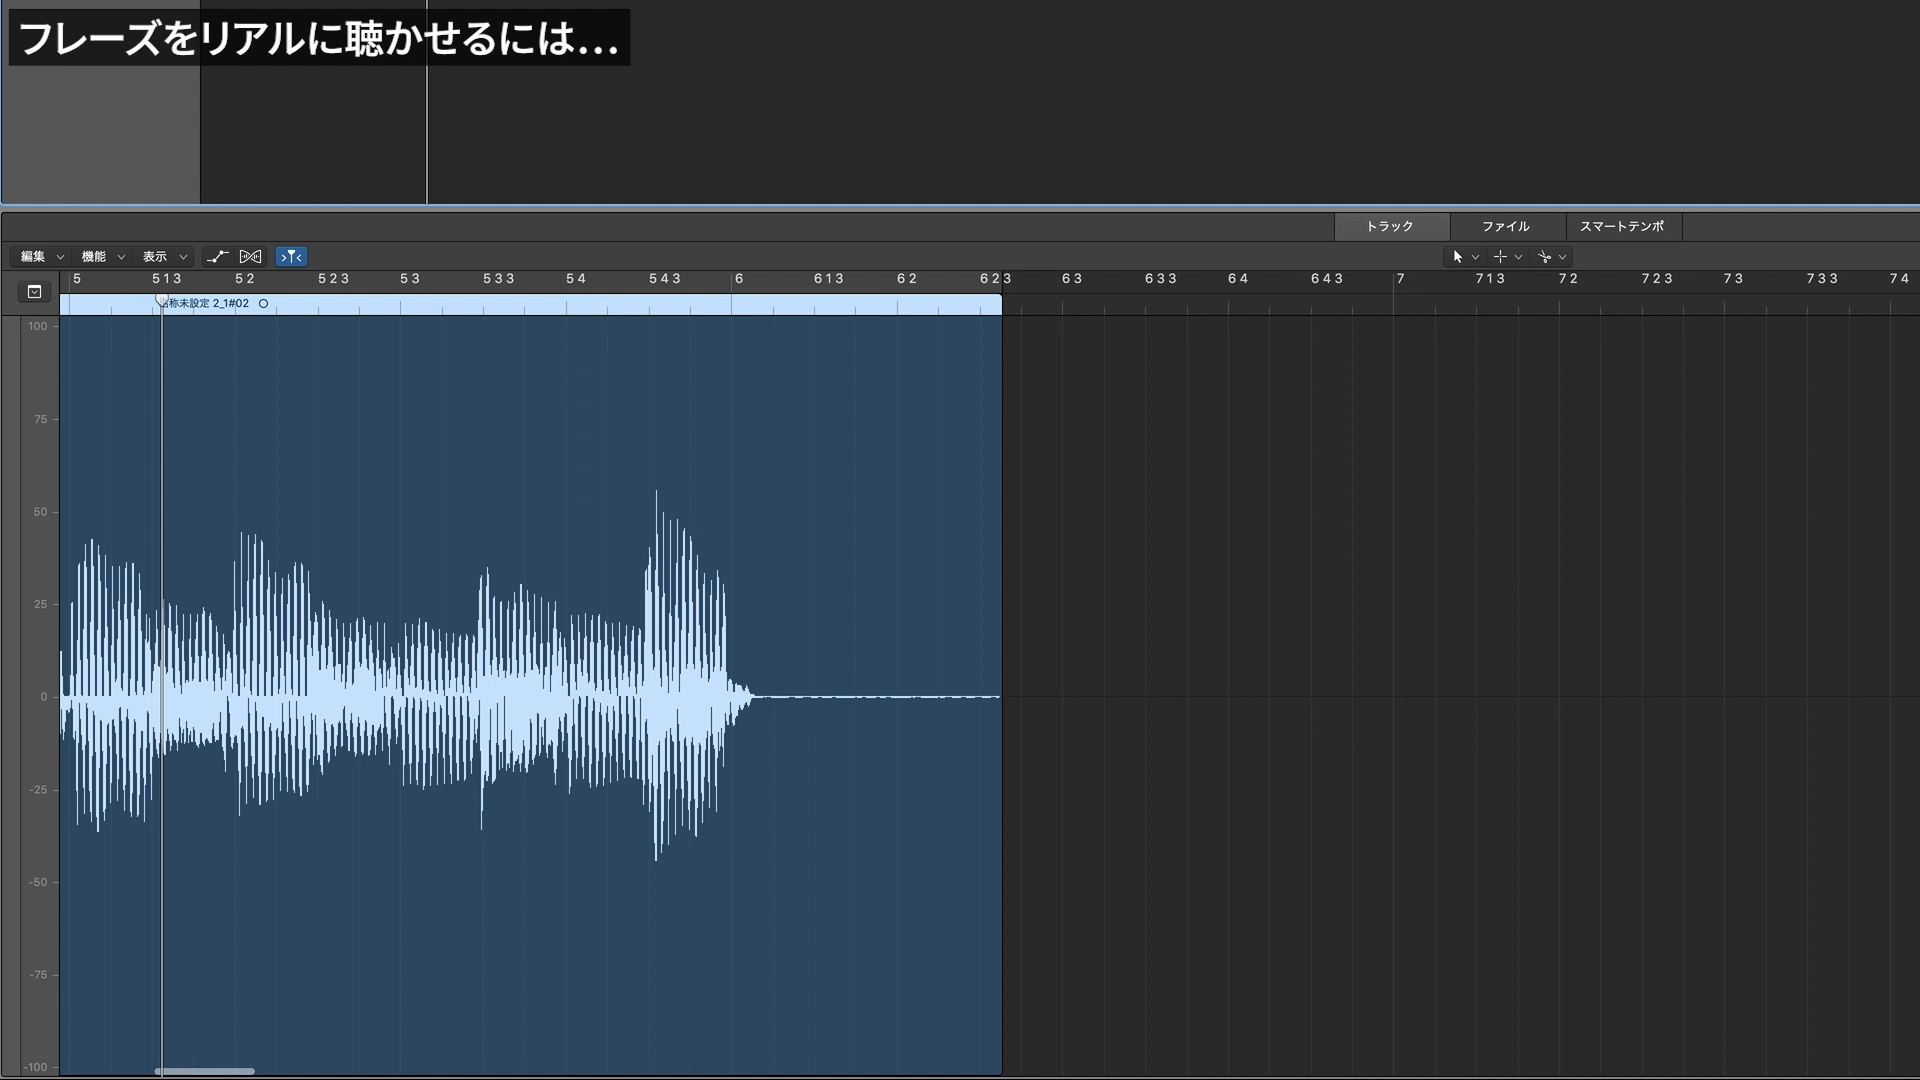 フレーズをリアルに聴かせるには…
トラック ファイル スマートテンポ
編集 機能 表示
5 5 1 3 5 2 5 2 3 5 3 5 3 3 5 4 5 4 3 6 6 1 3 6 2 6 2 3 6 3 6 3 3 6 4 6 4 3 7 7 1 3 7 2 7 2 3 7 3 7 3 3 7 4
称未設定 2_1#02
100
75
50
25
0
-25
-50
-75
-100